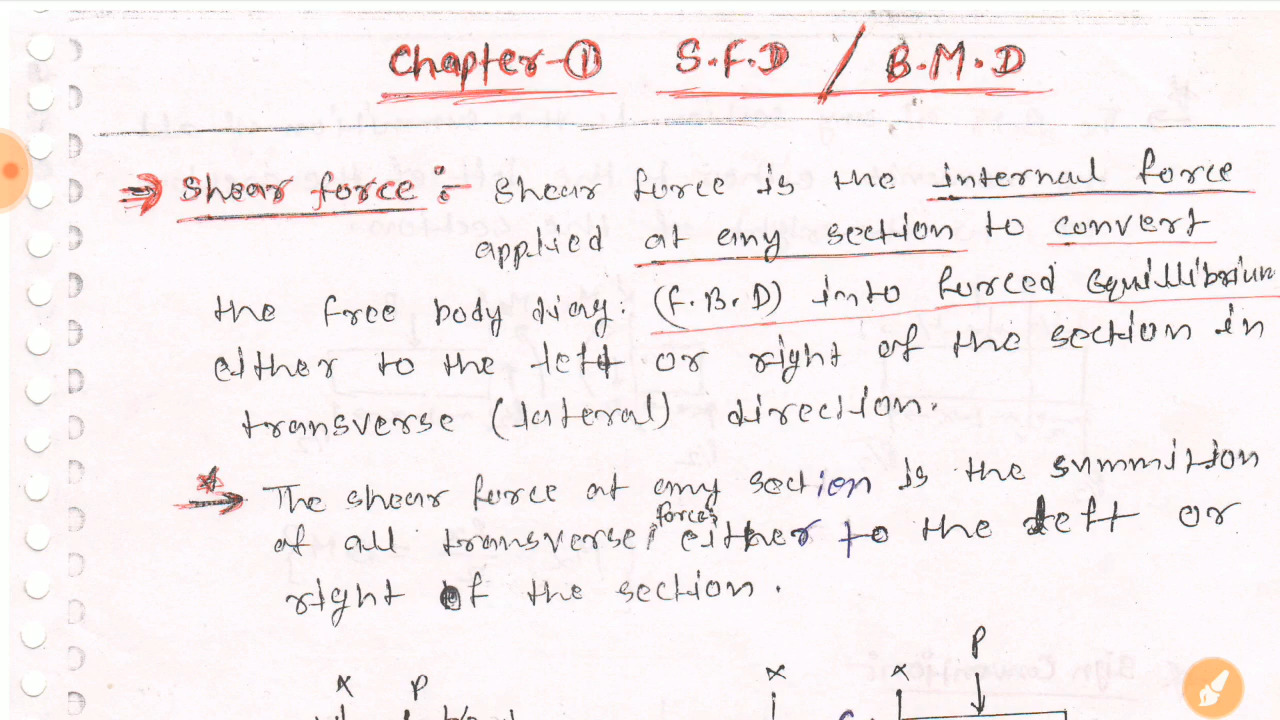 Chapter-① S.F.D / B.M.D
⇒ Shear force :- Shear force is the internal force
applied at any section to convert
the free body diag. (F.B.D) into forced Equillibrium
either to the left or right of the section in
transverse (lateral) direction.
* → The shear force at any section is the summition
of all transverse, forces either to the left or
right of the section.
P
x P x x